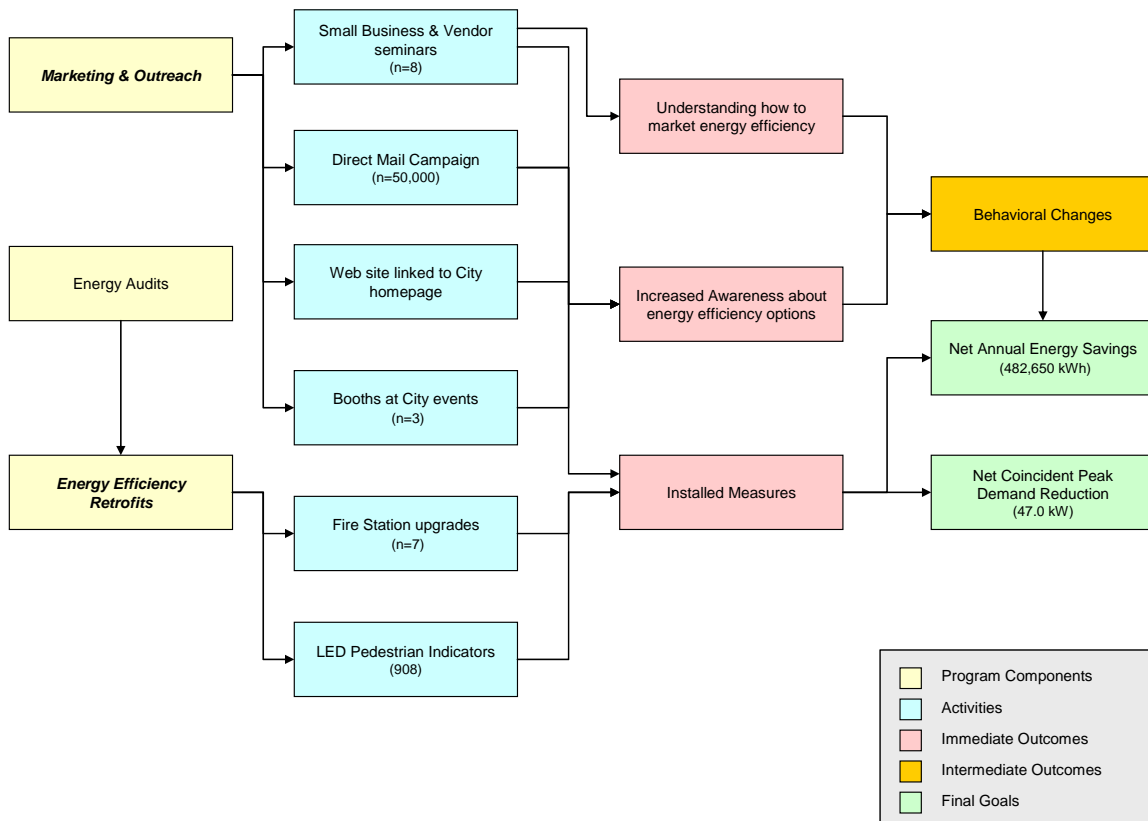 Marketing & Outreach
Small Business & Vendor
seminars
(n=8)
Direct Mail Campaign
(n=50,000)
Web site linked to City
homepage
Booths at City events
(n=3)
Energy Audits
Energy Efficiency
Retrofits
Fire Station upgrades
(n=7)
LED Pedestrian Indicators
(908)
Understanding how to
market energy efficiency
Increased Awareness about
energy efficiency options
Installed Measures
Behavioral Changes
Net Annual Energy Savings
(482,650 kWh)
Net Coincident Peak
Demand Reduction
(47.0 kW)
Program Components
Activities
Immediate Outcomes
Intermediate Outcomes
Final Goals